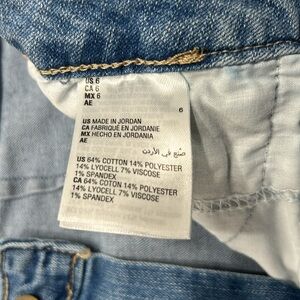 US 6
CA 6
MX 6
AE
6
US MADE IN JORDAN
CA FABRIQUÉ EN JORDANIE
MX HECHO EN JORDANIA
AE
صنع في الأردن
US 64% COTTON 14% POLYESTER
14% LYOCELL 7% VISCOSE
1% SPANDEX
CA 64% COTON 14% POLYESTER
14% LYOCELL 7% VISCOSE
1% SPANDEX